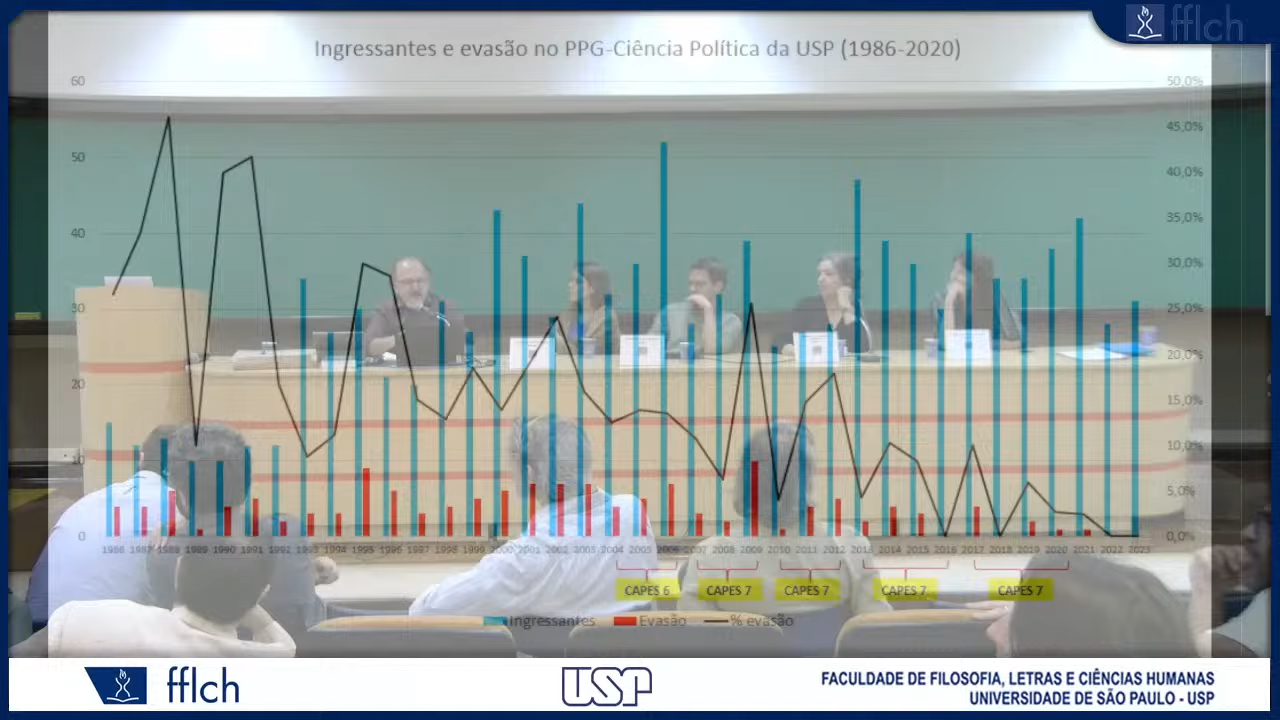 fflch
Ingressantes e evasão no PPG-Ciência Política da USP (1986-2020)
60
50
40
30
20
10
0
50,0%
45,0%
40,0%
35,0%
30,0%
25,0%
20,0%
15,0%
10,0%
5,0%
0,0%
1986 1987 1988 1989 1990 1991 1992 1993 1994 1995 1996 1997 1998 1999 2000 2001 2002 2003 2004 2005 2006 2007 2008 2009 2010 2011 2012 2013 2014 2015 2016 2017 2018 2019 2020 2021 2022 2023
CAPES 6 CAPES 7 CAPES 7 CAPES 7 CAPES 7
Ingressantes Evasão % evasão
fflch
USP
FACULDADE DE FILOSOFIA, LETRAS E CIÊNCIAS HUMANAS
UNIVERSIDADE DE SÃO PAULO - USP